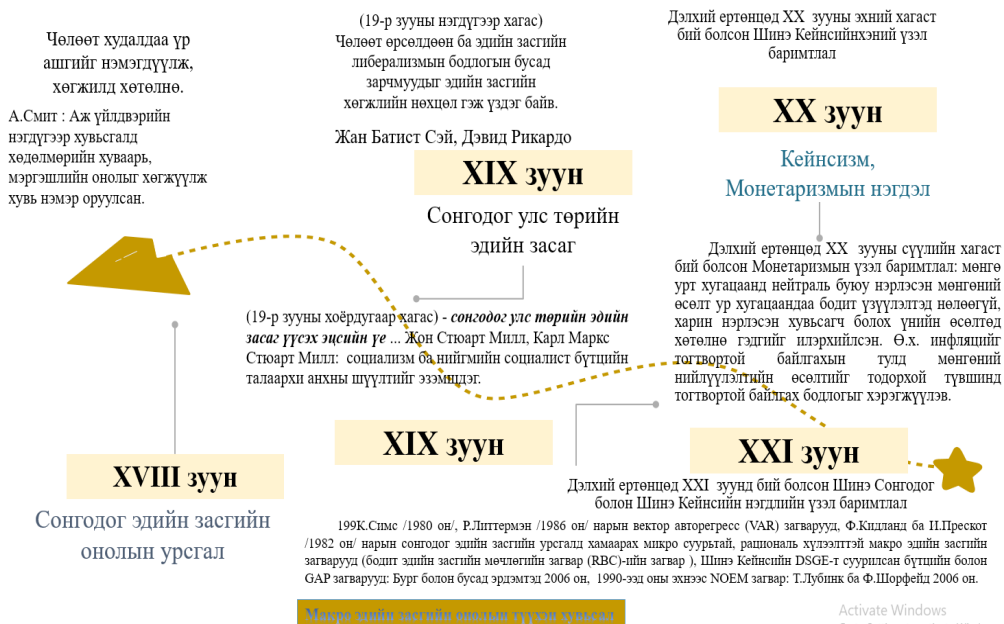 Чөлөөт худалдаа үр
ашгийг нэмэгдүүлж,
хөгжилд хөтөлнө.
А.Смит : Аж үйлдвэрийн
нэгдүгээр хувьсгалд
хөдөлмөрийн хуваарь,
мэргэшлийн онолыг хөгжүүлж
хувь нэмэр оруулсан.
XVIII зуун
Сонгодог эдийн засгийн
онолын урсгал
(19-р зууны нэгдүгээр хагас)
Чөлөөт өрсөлдөөн ба эдийн засгийн
либерализмын бодлогын бусад
зарчмуудыг эдийн засгийн
хөгжлийн нөхцөл гэж үздэг байв.
Жан Батист Сэй, Дэвид Рикардо
XIX зуун
Сонгодог улс төрийн
эдийн засаг
(19-р зууны хоёрдугаар хагас) - сонгодог улс төрийн эдийн
засаг үүсэх эцсийн үе ... Жон Стюарт Милл, Карл Маркс
Стюарт Милл: социализм ба нийгмийн социалист бүтцийн
талаархи анхны шүүлтийг эзэмшдэг.
XIX зуун
Дэлхий ертөнцөд XX зууны эхний хагаст
бий болсон Шинэ Кейнсийнхэний үзэл
баримтлал
XX зуун
Кейнсизм,
Монетаризмын нэгдэл
Дэлхий ертөнцөд XX зууны сүүлийн хагаст
бий болсон Монетаризмын үзэл баримтлал: мөнгө
урт хугацаанд нейтраль буюу нэрлэсэн мөнгөний
өсөлт ур хугацаандаа бодит үзүүлэлтэд нөлөөгүй,
харин нэрлэсэн хувьсагч болох үнийн өсөлтөд
хөтөлнө гэдгийг илэрхийлсэн. Ө.х. инфляцийг
тогтвортой байлгахын тулд мөнгөний
нийлүүлэлтийн өсөлтийг тодорхой түвшинд
тогтвортой байлгах бодлогыг хэрэгжүүлэв.
XXI зуун
Дэлхий ертөнцөд XXI зуунд бий болсон Шинэ Сонгодог
болон Шинэ Кейнсийн нэгдлийн үзэл баримтлал
199К.Симс /1980 он/, Р.Литтермэн /1986 он/ нарын вектор авторегресс (VAR) загварууд, Ф.Кидланд ба И.Прескот
/1982 он/ нарын сонгодог эдийн засгийн урсгалд хамаарах микро суурьтай, рациональ хүлээлттэй макро эдийн засгийн
загварууд (бодит эдийн засгийн мөчлөгийн загвар (RBC)-ийн загвар ), Шинэ Кейнсийн DSGE-т суурилсан бүтцийн болон
GAP загварууд: Бург болон бусад эрдэмтэд 2006 он, 1990-ээд оны эхнээс NOEM загвар: Т.Лубинк ба Ф.Шорфейд 2006 он.
Макро эдийн засгийн онолын түүхэн хувьсал
Activate Windows